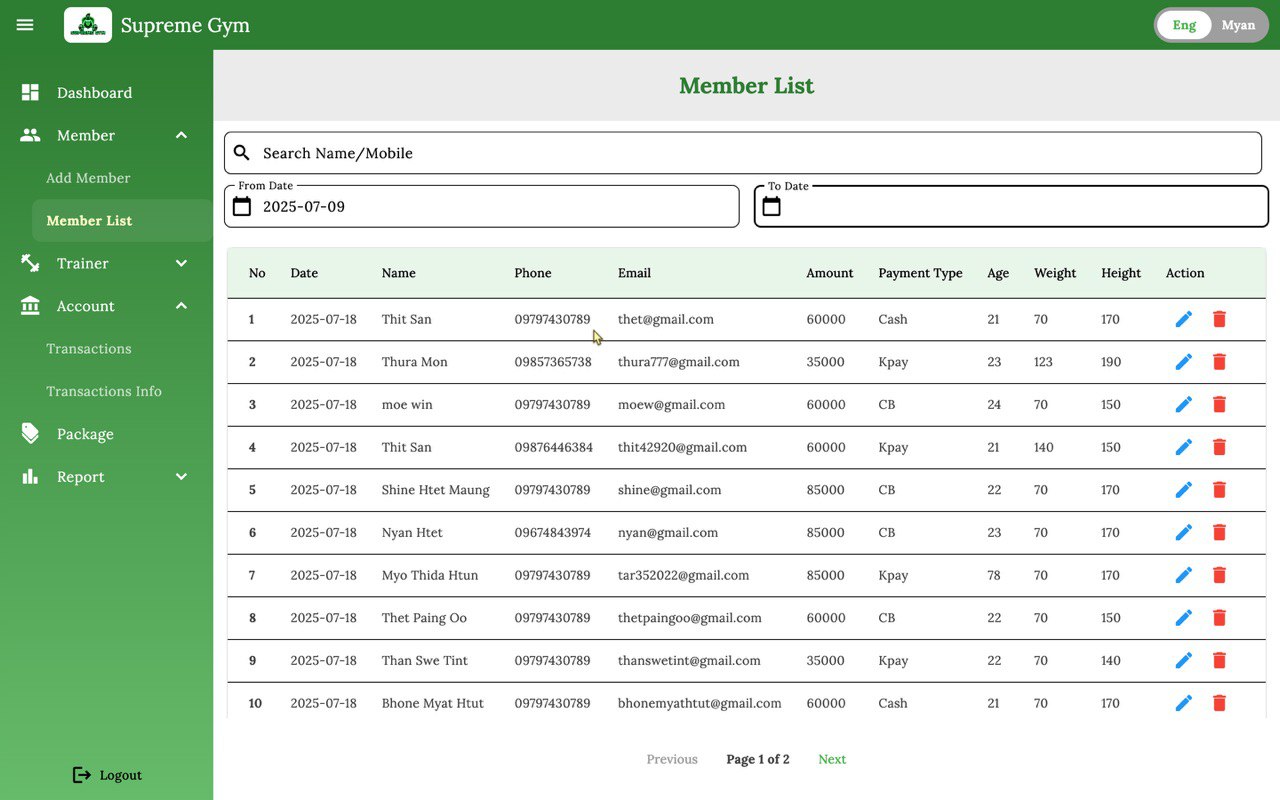 Supreme Gym
Eng Myan
Dashboard
Member
Add Member
Member List
Trainer
Account
Transactions
Transactions Info
Package
Report
Logout
Member List
Search Name/Mobile
From Date
2025-07-09
To Date
No Date Name Phone Email Amount Payment Type Age Weight Height Action
1 2025-07-18 Thit San 09797430789 thet@gmail.com 60000 Cash 21 70 170
2 2025-07-18 Thura Mon 09857365738 thura777@gmail.com 35000 Kpay 23 123 190
3 2025-07-18 moe win 09797430789 moew@gmail.com 60000 CB 24 70 150
4 2025-07-18 Thit San 09876446384 thit42920@gmail.com 60000 Kpay 21 140 150
5 2025-07-18 Shine Htet Maung 09797430789 shine@gmail.com 85000 CB 22 70 170
6 2025-07-18 Nyan Htet 09674843974 nyan@gmail.com 85000 CB 23 70 170
7 2025-07-18 Myo Thida Htun 09797430789 tar352022@gmail.com 85000 Kpay 78 70 170
8 2025-07-18 Thet Paing Oo 09797430789 thetpaingoo@gmail.com 60000 CB 22 70 150
9 2025-07-18 Than Swe Tint 09797430789 thanswetint@gmail.com 35000 Kpay 22 70 140
10 2025-07-18 Bhone Myat Htut 09797430789 bhonemyathtut@gmail.com 60000 Cash 21 70 170
Previous Page 1 of 2 Next